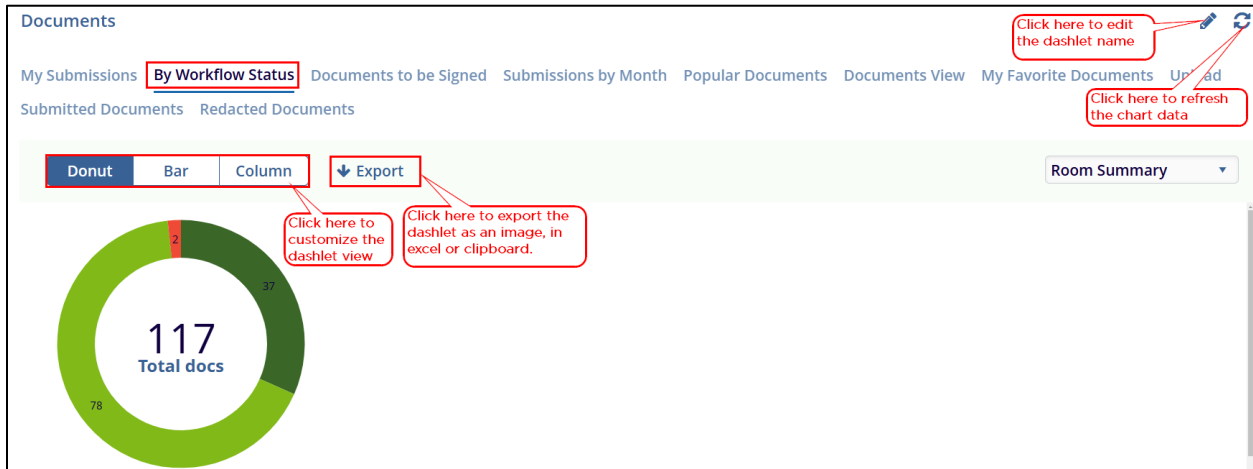 Documents
Click here to edit
the dashlet name
My Submissions By Workflow Status Documents to be Signed Submissions by Month Popular Documents Documents View My Favorite Documents
Submitted Documents Redacted Documents
Click here to refresh
the chart data
Donut Bar Column Export Room Summary
Click here to
customize the
dashlet view
Click here to export the
dashlet as an image, in
excel or clipboard.
2
37
117
Total docs
78